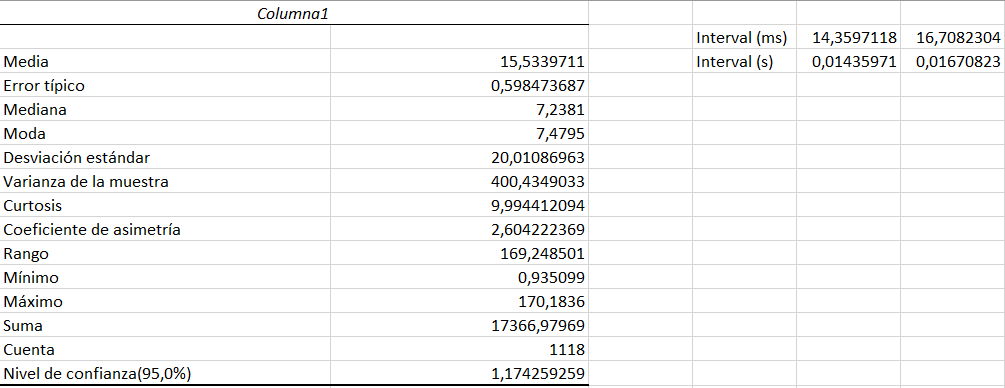 Columna1
Interval (ms) 14,3597118 16,7082304
Media 15,5339711 Interval (s) 0,01435971 0,01670823
Error típico 0,598473687
Mediana 7,2381
Moda 7,4795
Desviación estándar 20,01086963
Varianza de la muestra 400,4349033
Curtosis 9,994412094
Coeficiente de asimetría 2,604222369
Rango 169,248501
Mínimo 0,935099
Máximo 170,1836
Suma 17366,97969
Cuenta 1118
Nivel de confianza(95,0%) 1,174259259